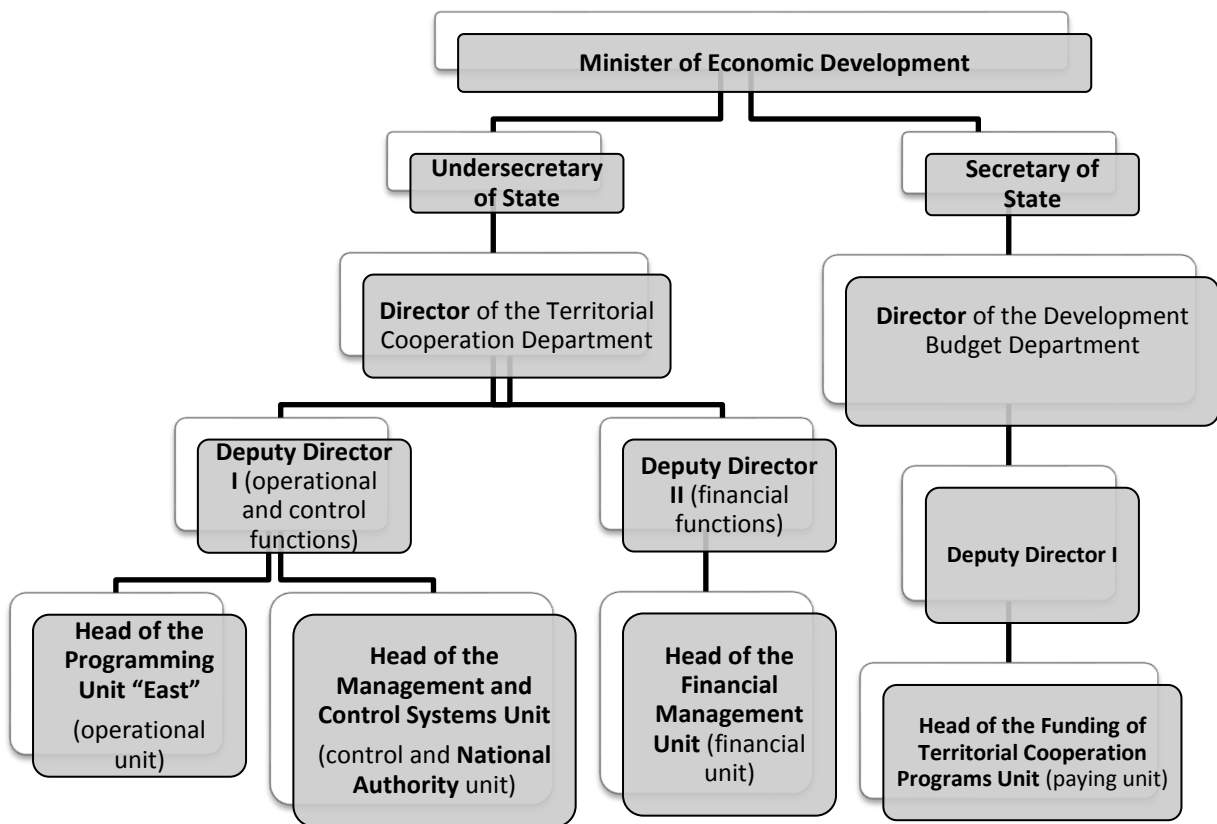 Minister of Economic Development
Undersecretary
of State
Secretary of
State
Director of the Territorial
Cooperation Department
Director of the Development
Budget Department
Deputy Director
I (operational
and control
functions)
Deputy Director
II (financial
functions)
Deputy Director I
Head of the
Programming
Unit “East”
(operational
unit)
Head of the
Management and
Control Systems Unit
(control and National
Authority unit)
Head of the
Financial
Management
Unit (financial
unit)
Head of the Funding of
Territorial Cooperation
Programs Unit (paying unit)